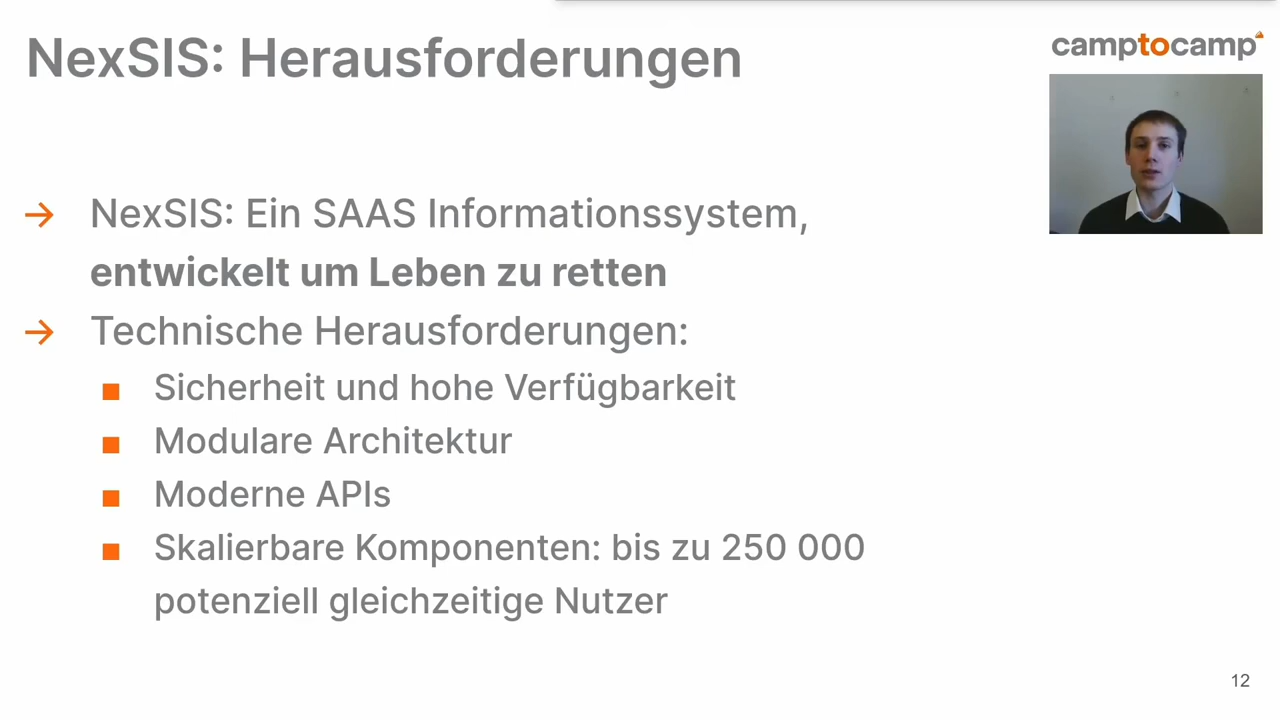 NexSIS: Herausforderungen
camptocamp
→ NexSIS: Ein SAAS Informationssystem,
entwickelt um Leben zu retten
→ Technische Herausforderungen:
■ Sicherheit und hohe Verfügbarkeit
■ Modulare Architektur
■ Moderne APIs
■ Skalierbare Komponenten: bis zu 250 000
potenziell gleichzeitige Nutzer
12